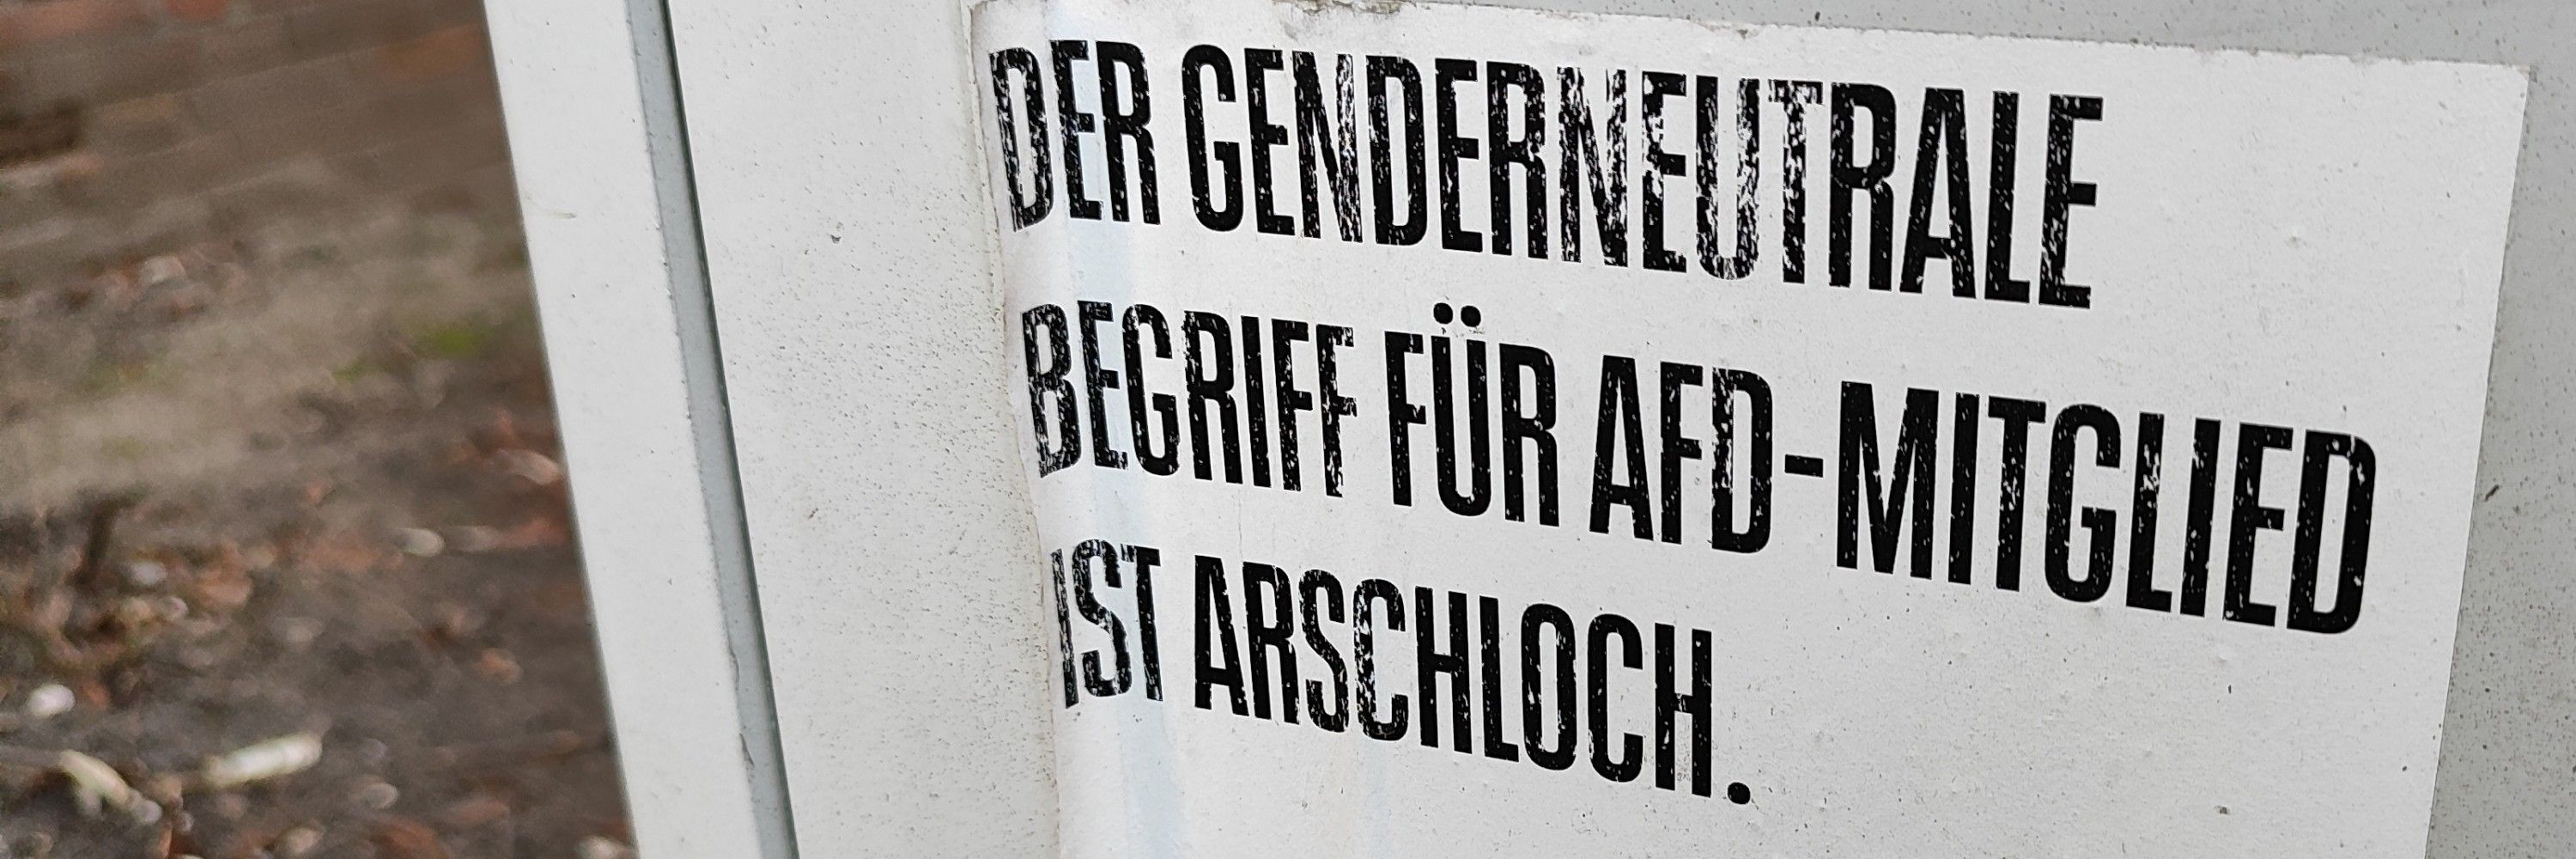 DER GENDERNEUTRALE
BEGRIFF FÜR AFD-MITGLIED
IST ARSCHLOCH.